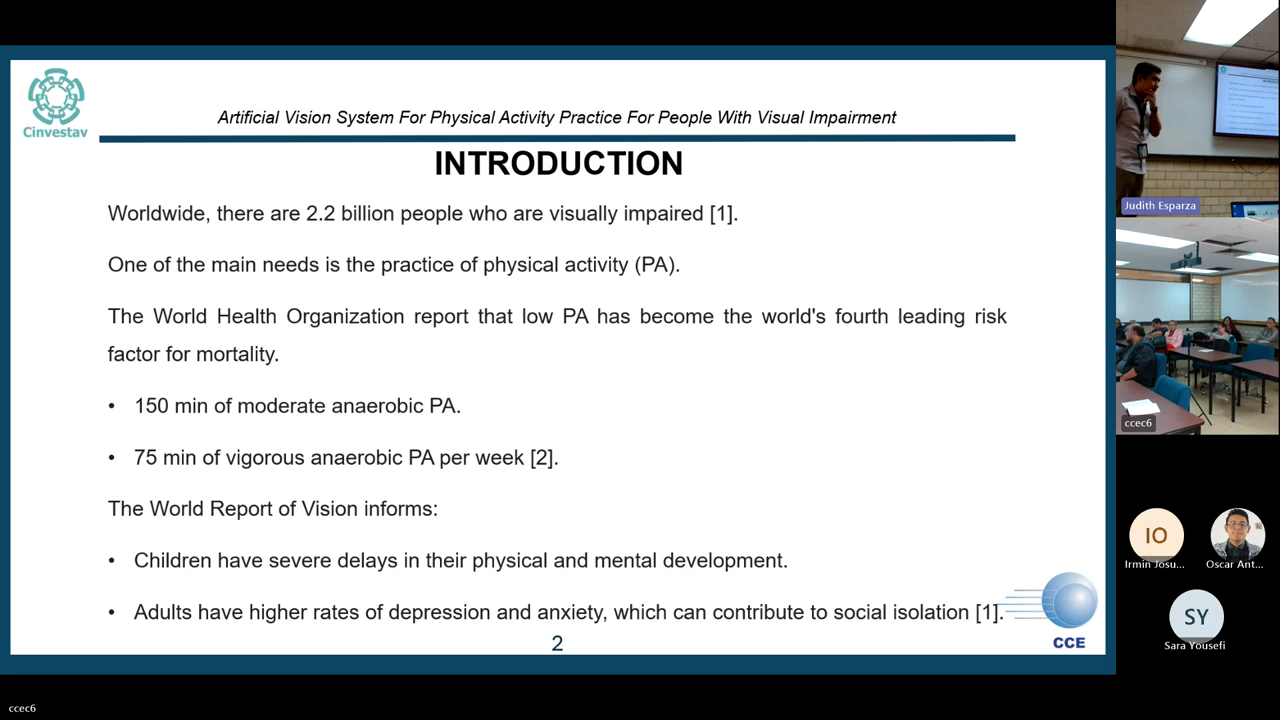 Cinvestav
Artificial Vision System For Physical Activity Practice For People With Visual Impairment
INTRODUCTION
Worldwide, there are 2.2 billion people who are visually impaired [1].
One of the main needs is the practice of physical activity (PA).
The World Health Organization report that low PA has become the world's fourth leading risk
factor for mortality.
• 150 min of moderate anaerobic PA.
• 75 min of vigorous anaerobic PA per week [2].
The World Report of Vision informs:
• Children have severe delays in their physical and mental development.
• Adults have higher rates of depression and anxiety, which can contribute to social isolation [1].
2
CCE
ccec6
Judith Esparza
ccec6
IO
Irmin Josu...
Oscar Ant...
SY
Sara Yousefi